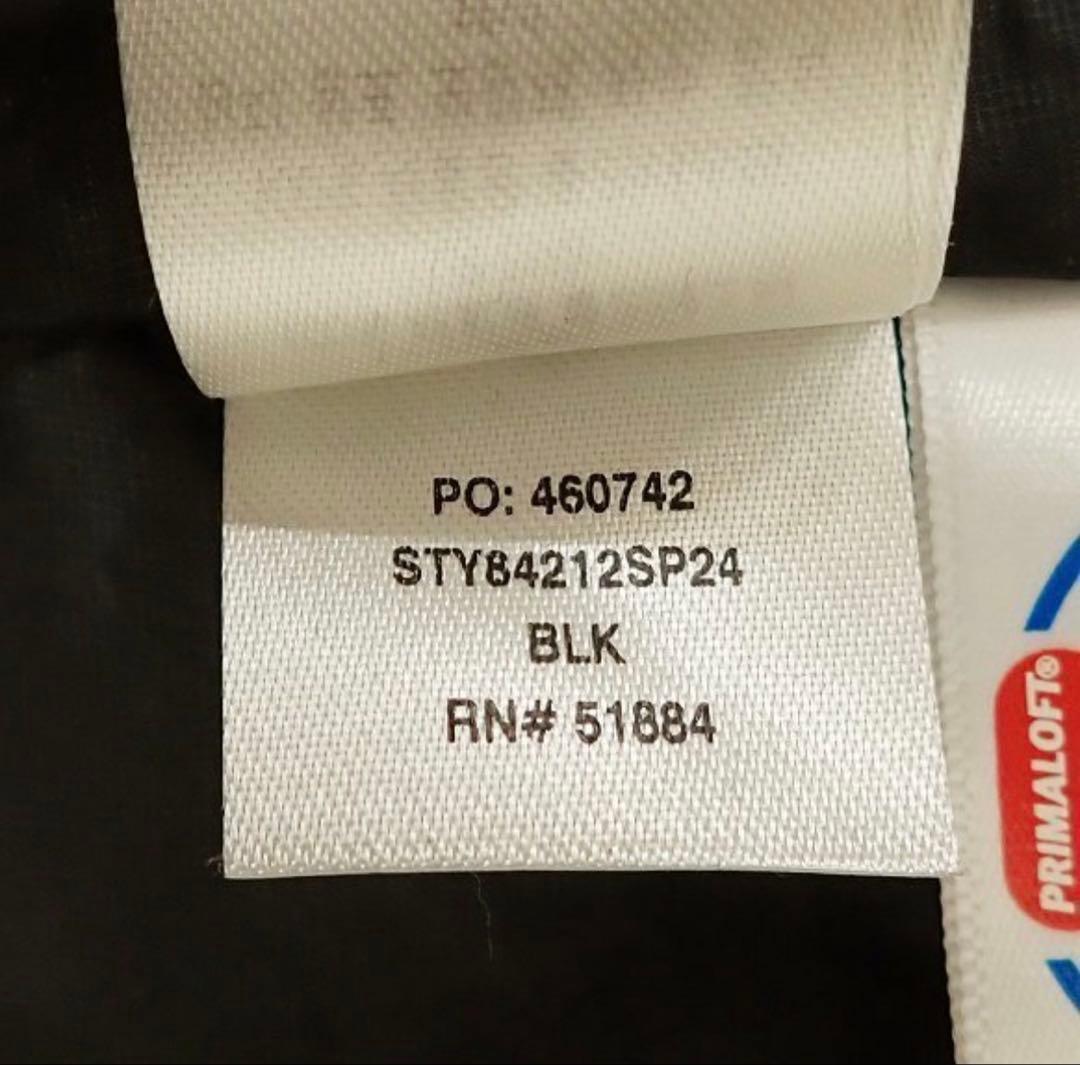 PO: 460742
STY84212SP24
BLK
RN# 51884
PRIMALOFT®